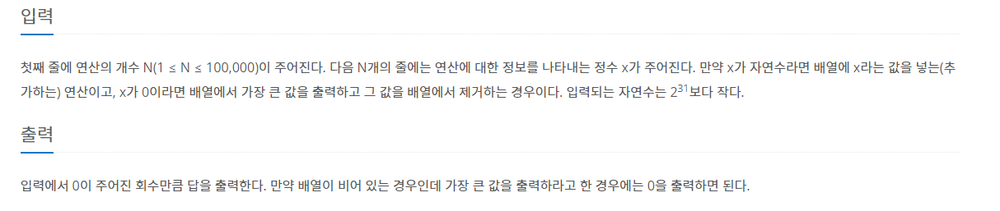 입력
첫째 줄에 연산의 개수 N(1 ≤ N ≤ 100,000)이 주어진다. 다음 N개의 줄에는 연산에 대한 정보를 나타내는 정수 x가 주어진다. 만약 x가 자연수라면 배열에 x라는 값을 넣는(추
가하는) 연산이고, x가 0이라면 배열에서 가장 큰 값을 출력하고 그 값을 배열에서 제거하는 경우이다. 입력되는 자연수는 2³¹보다 작다.
출력
입력에서 0이 주어진 회수만큼 답을 출력한다. 만약 배열이 비어 있는 경우인데 가장 큰 값을 출력하라고 한 경우에는 0을 출력하면 된다.